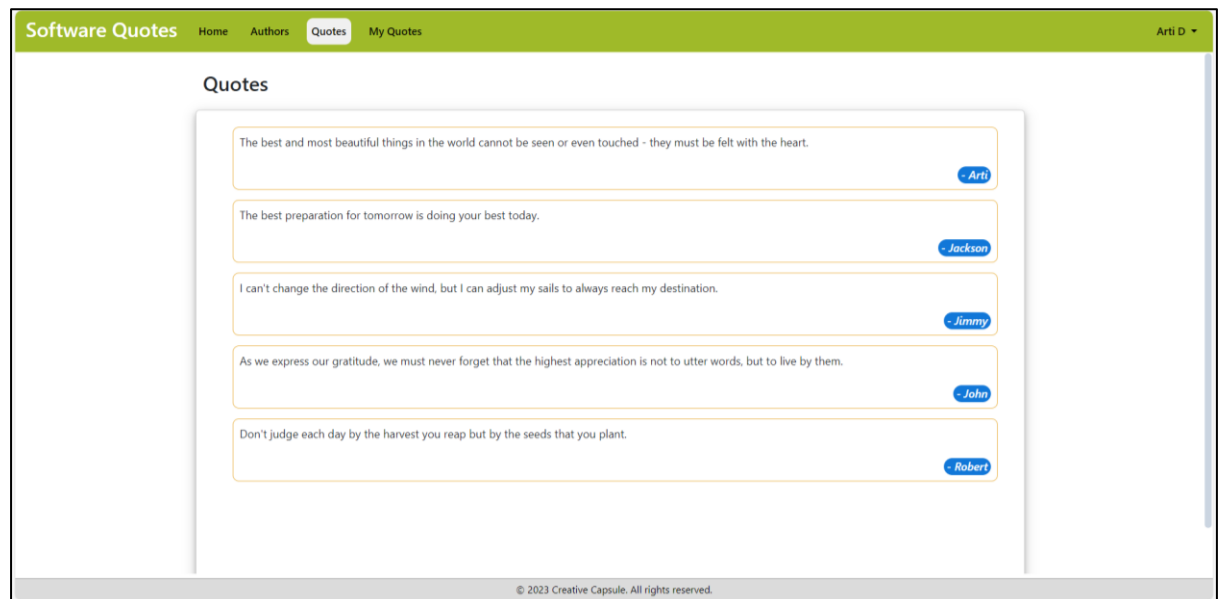 Software Quotes Home Authors Quotes My Quotes Arti D
Quotes
The best and most beautiful things in the world cannot be seen or even touched - they must be felt with the heart.
- Arti
The best preparation for tomorrow is doing your best today.
- Jackson
I can't change the direction of the wind, but I can adjust my sails to always reach my destination.
- Jimmy
As we express our gratitude, we must never forget that the highest appreciation is not to utter words, but to live by them.
- John
Don't judge each day by the harvest you reap but by the seeds that you plant.
- Robert
© 2023 Creative Capsule. All rights reserved.